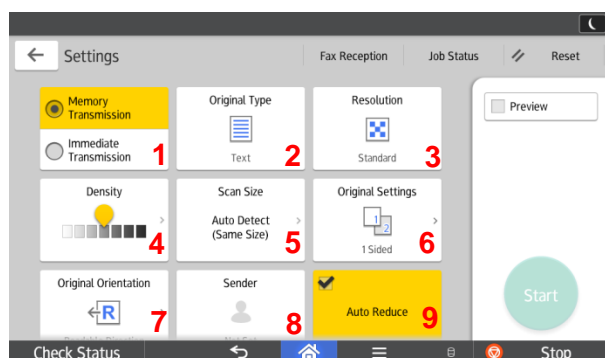 Settings
Fax Reception
Job Status
Reset
Memory
Transmission
Immediate
Transmission
1
Original Type
Text
2
Resolution
Standard
3
Preview
Density
4
Scan Size
Auto Detect
(Same Size)
5
Original Settings
1
2
1 Sided
6
Original Orientation
R
7
Sender
8
Auto Reduce
9
Start
Check Status
Stop